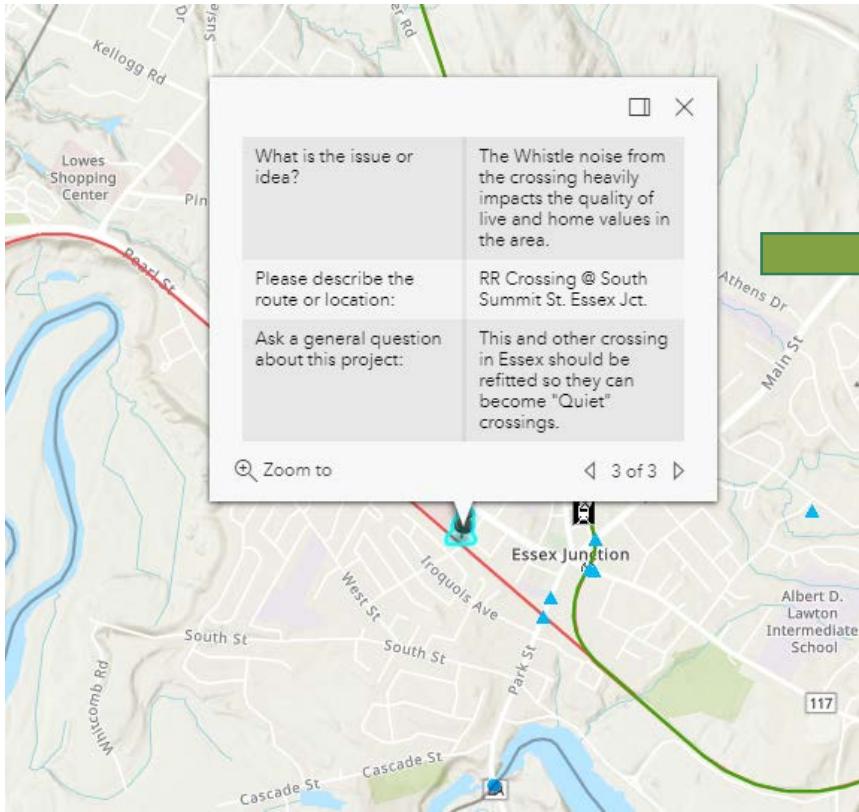 Kellogg Rd
Dr
Susie
er Rd
Lowes
Shopping
Center
Pin
Pearl St
What is the issue or
idea?
The Whistle noise from
the crossing heavily
impacts the quality of
live and home values in
the area.
Please describe the
route or location:
RR Crossing @ South
Summit St. Essex Jct.
Ask a general question
about this project:
This and other crossing
in Essex should be
refitted so they can
become "Quiet"
crossings.
Zoom to
3 of 3
Athens Dr
Main St
Essex Junction
Iroquois Ave
West St
South St
South St
Park St
Whitcomb Rd
Albert D.
Lawton
Intermediate
School
117
Cascade St
Cascade St